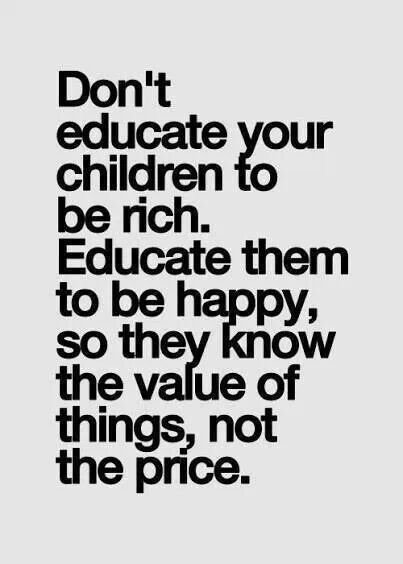 Don't
educate your
children to
be rich.
Educate them
to be happy,
so they know
the value of
things, not
the price.